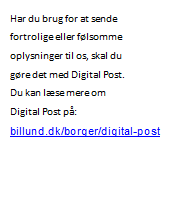 Har du brug for at sende
fortrolige eller følsomme
oplysninger til os, skal du
gøre det med Digital Post.
Du kan læse mere om
Digital Post på:
billund.dk/borger/digital-post